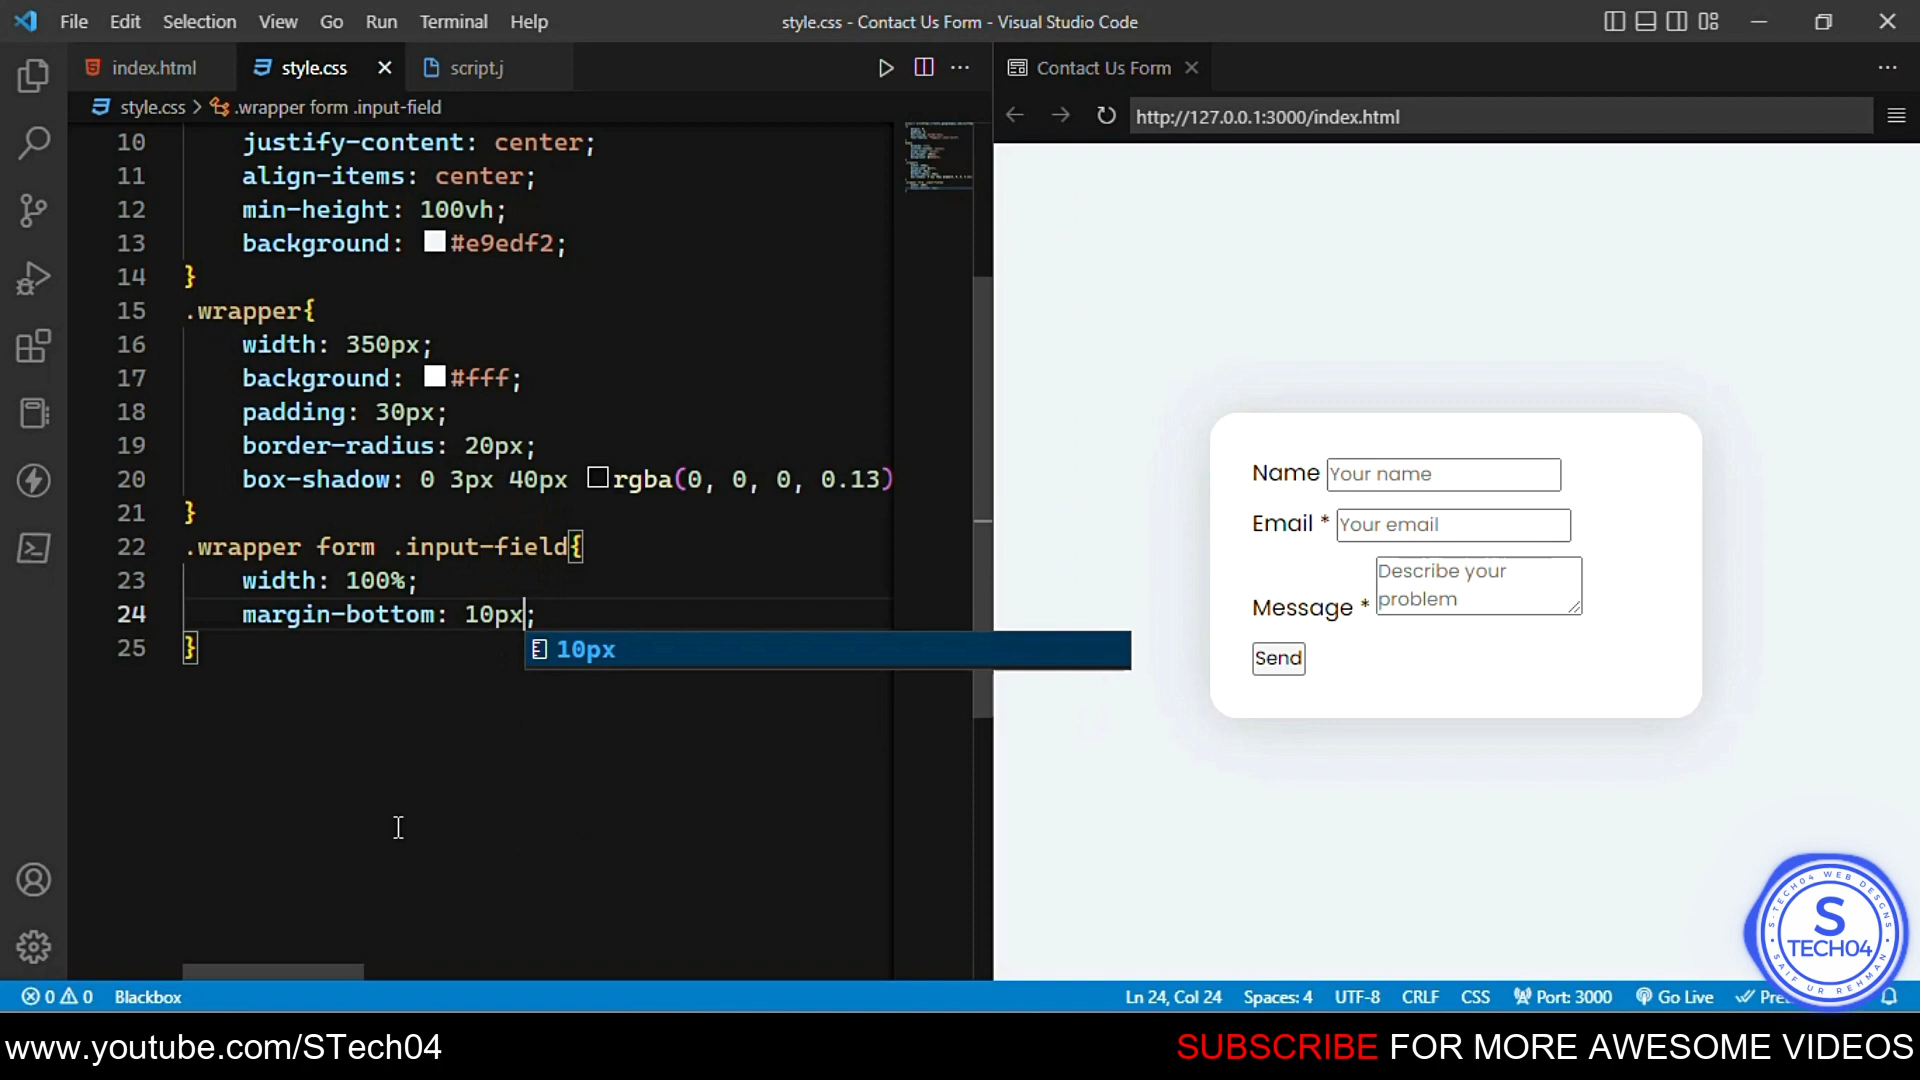 File Edit Selection View Go Run Terminal Help
style.css - Contact Us Form - Visual Studio Code
index.html style.css script.j
style.css > .wrapper form .input-field
10 justify-content: center;
11 align-items: center;
12 min-height: 100vh;
13 background: #e9edf2;
14 }
15 .wrapper{
16 width: 350px;
17 background: #fff;
18 padding: 30px;
19 border-radius: 20px;
20 box-shadow: 0 3px 40px rgba(0, 0, 0, 0.13)
21 }
22 .wrapper form .input-field{
23 width: 100%;
24 margin-bottom: 10px;
25 }
10px
Contact Us Form
http://127.0.0.1:3000/index.html
Name Your name
Email * Your email
Message * Describe your
problem
Send
S-TECH04 WEB DESGNS
S
TECH04
SAIF UR REHMAN
0 0 Blackbox
Ln 24, Col 24 Spaces: 4 UTF-8 CRLF CSS Port: 3000 Go Live
www.youtube.com/STech04
SUBSCRIBE FOR MORE AWESOME VIDEOS